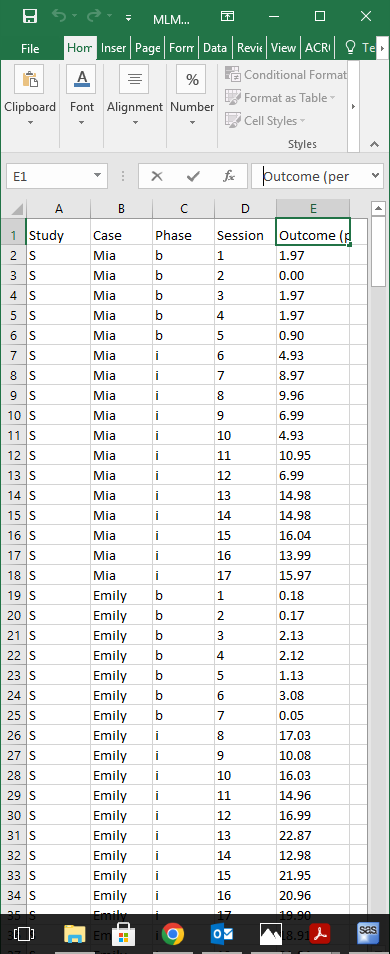 MLM...
File Hor Inser Page Forn Data Revie View ACR Te
Clipboard Font Alignment Number
%
Conditional Format
Format as Table
Cell Styles
Styles
E1 fx Outcome (per
A B C D E
1 Study Case Phase Session Outcome (p
2 S Mia b 1 1.97
3 S Mia b 2 0.00
4 S Mia b 3 1.97
5 S Mia b 4 1.97
6 S Mia b 5 0.90
7 S Mia i 6 4.93
8 S Mia i 7 8.97
9 S Mia i 8 9.96
10 S Mia i 9 6.99
11 S Mia i 10 4.93
12 S Mia i 11 10.95
13 S Mia i 12 6.99
14 S Mia i 13 14.98
15 S Mia i 14 14.98
16 S Mia i 15 16.04
17 S Mia i 16 13.99
18 S Mia i 17 15.97
19 S Emily b 1 0.18
20 S Emily b 2 0.17
21 S Emily b 3 2.13
22 S Emily b 4 2.12
23 S Emily b 5 1.13
24 S Emily b 6 3.08
25 S Emily b 7 0.05
26 S Emily i 8 17.03
27 S Emily i 9 10.08
28 S Emily i 10 16.03
29 S Emily i 11 14.96
30 S Emily i 12 16.99
31 S Emily i 13 22.87
32 S Emily i 14 12.98
33 S Emily i 15 21.95
34 S Emily i 16 20.96
35 S Emily i 17 19.90
sas